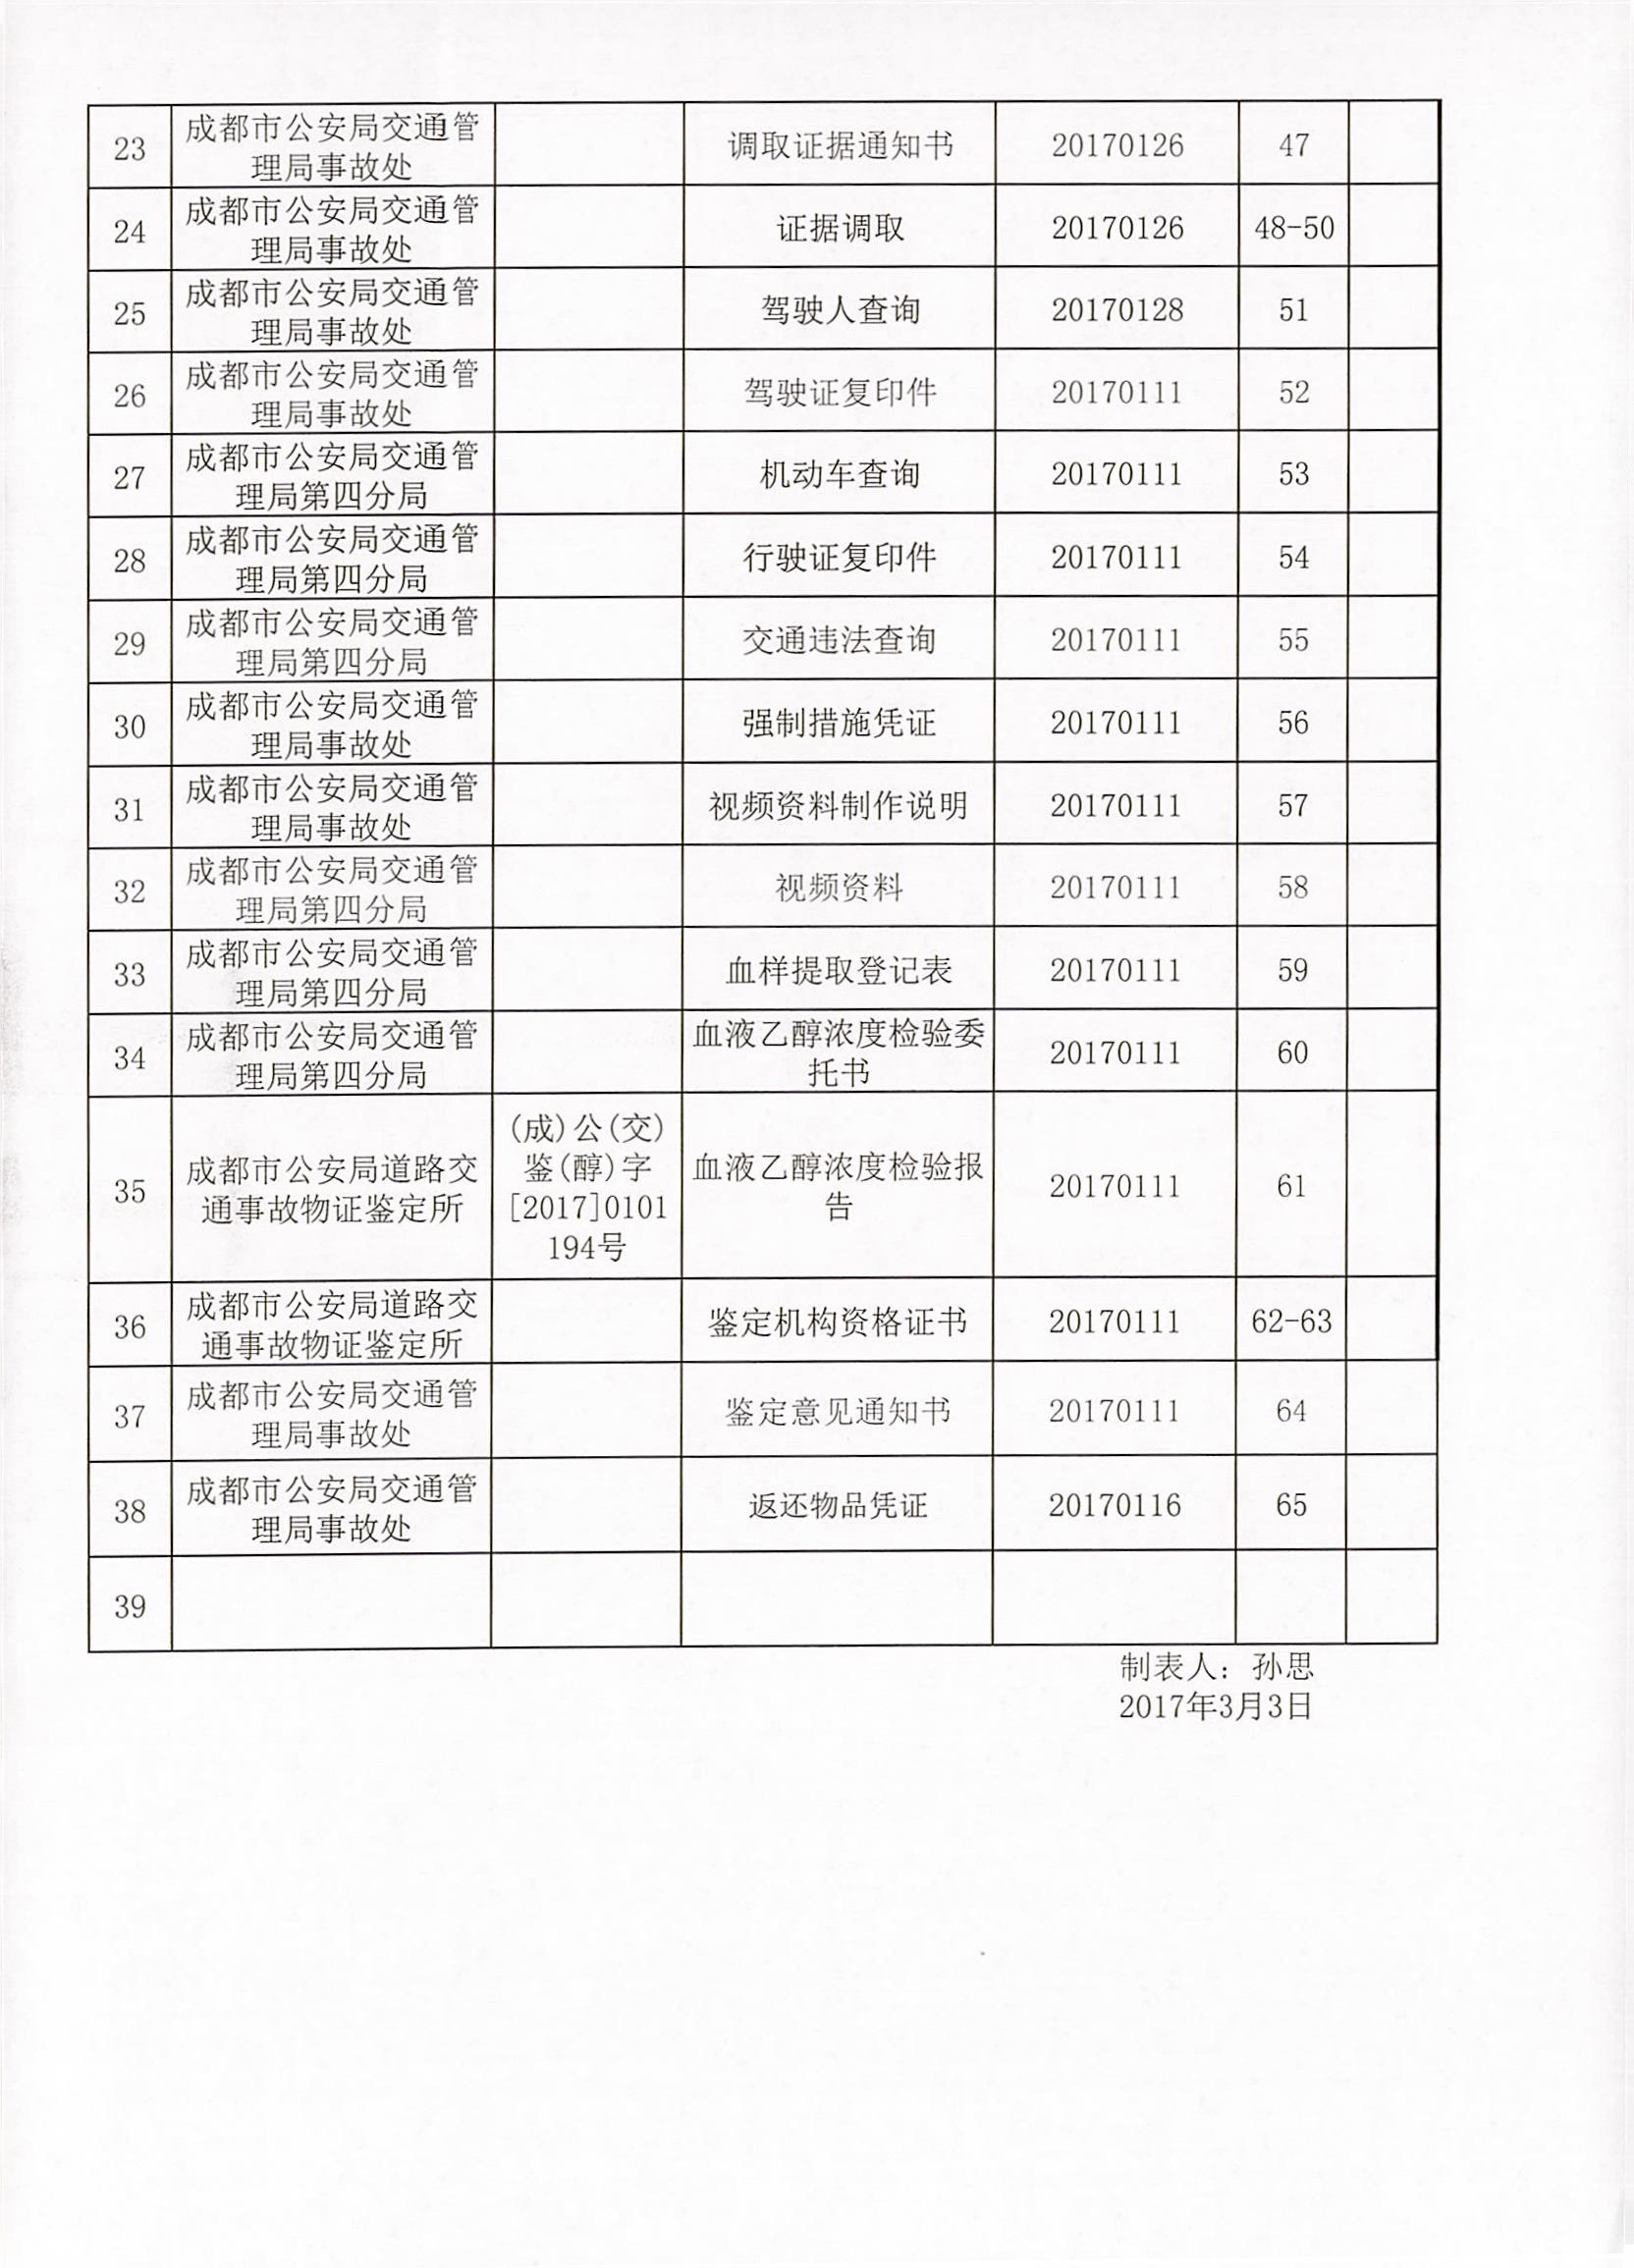 23 成都市公安局交通管 调取证据通知书 20170126 47
理局事故处
24 成都市公安局交通管 证据调取 20170126 48-50
理局事故处
25 成都市公安局交通管 驾驶人查询 20170128 51
理局事故处
26 成都市公安局交通管 驾驶证复印件 20170111 52
理局事故处
27 成都市公安局交通管 机动车查询 20170111 53
理局第四分局
28 成都市公安局交通管 行驶证复印件 20170111 54
理局第四分局
29 成都市公安局交通管 交通违法查询 20170111 55
理局第四分局
30 成都市公安局交通管 强制措施凭证 20170111 56
理局事故处
31 成都市公安局交通管 视频资料制作说明 20170111 57
理局事故处
32 成都市公安局交通管 视频资料 20170111 58
理局第四分局
33 成都市公安局交通管 血样提取登记表 20170111 59
理局第四分局
34 成都市公安局交通管 血液乙醇浓度检验委 20170111 60
理局第四分局 托书
35 成都市公安局道路交
通事故物证鉴定所
(成)公(交)
鉴(醇)字
[2017]0101
194号
血液乙醇浓度检验报
告
20170111 61
36 成都市公安局道路交 鉴定机构资格证书 20170111 62-63
通事故物证鉴定所
37 成都市公安局交通管 鉴定意见通知书 20170111 64
理局事故处
38 成都市公安局交通管 返还物品凭证 20170116 65
理局事故处
39
制表人：孙思
2017年3月3日